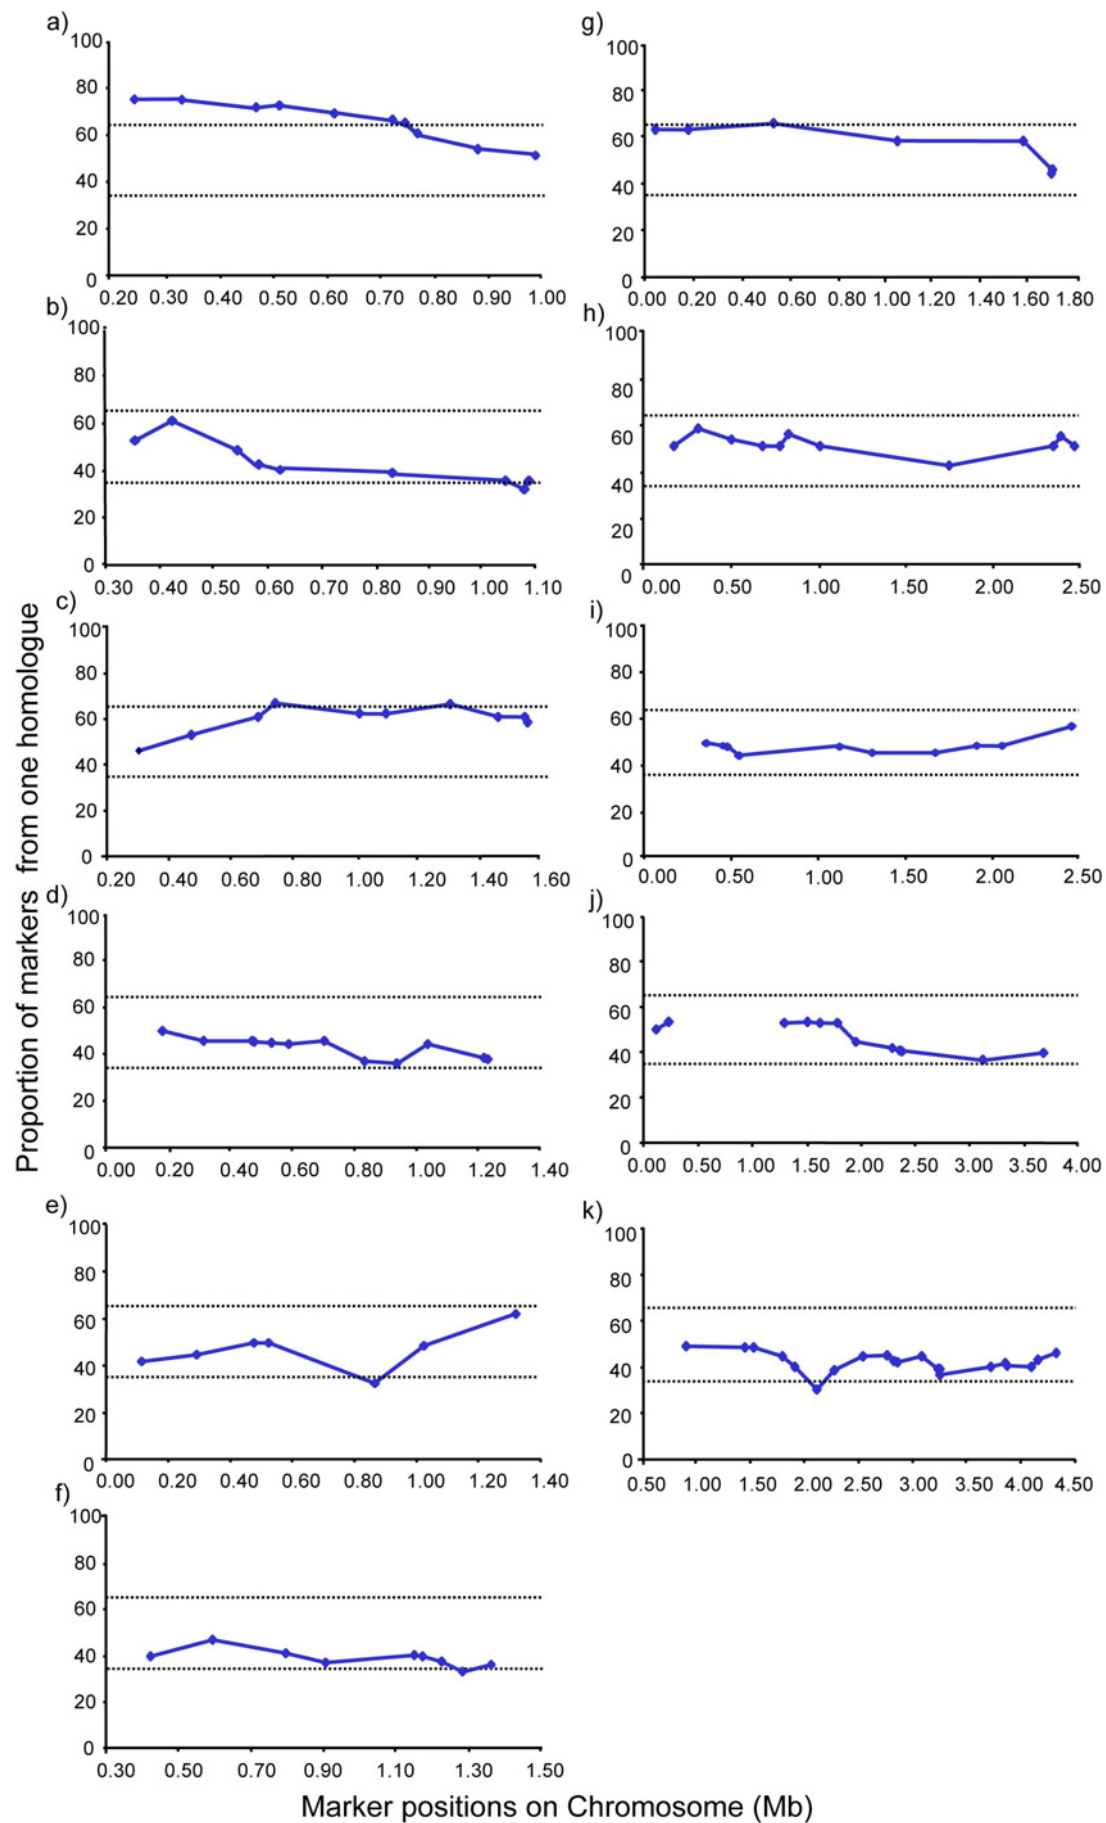 a)
100
80
60
40
20
0
0.20 0.30 0.40 0.50 0.60 0.70 0.80 0.90 1.00
b)
100
80
60
40
20
0
0.30 0.40 0.50 0.60 0.70 0.80 0.90 1.00 1.10
c)
100
80
60
40
20
0
0.20 0.40 0.60 0.80 1.00 1.20 1.40 1.60
d)
100
80
60
40
20
0
0.00 0.20 0.40 0.60 0.80 1.00 1.20 1.40
e)
100
80
60
40
20
0
0.00 0.20 0.40 0.60 0.80 1.00 1.20 1.40
f)
100
80
60
40
20
0
0.30 0.50 0.70 0.90 1.10 1.30 1.50
g)
100
80
60
40
20
0
0.00 0.20 0.40 0.60 0.80 1.00 1.20 1.40 1.60 1.80
h)
100
80
60
40
20
0
0.00 0.50 1.00 1.50 2.00 2.50
i)
100
80
60
40
20
0
0.00 0.50 1.00 1.50 2.00 2.50
j)
100
80
60
40
20
0
0.00 0.50 1.00 1.50 2.00 2.50 3.00 3.50 4.00
k)
100
80
60
40
20
0
0.50 1.00 1.50 2.00 2.50 3.00 3.50 4.00 4.50
Proportion of markers from one homologue
Marker positions on Chromosome (Mb)